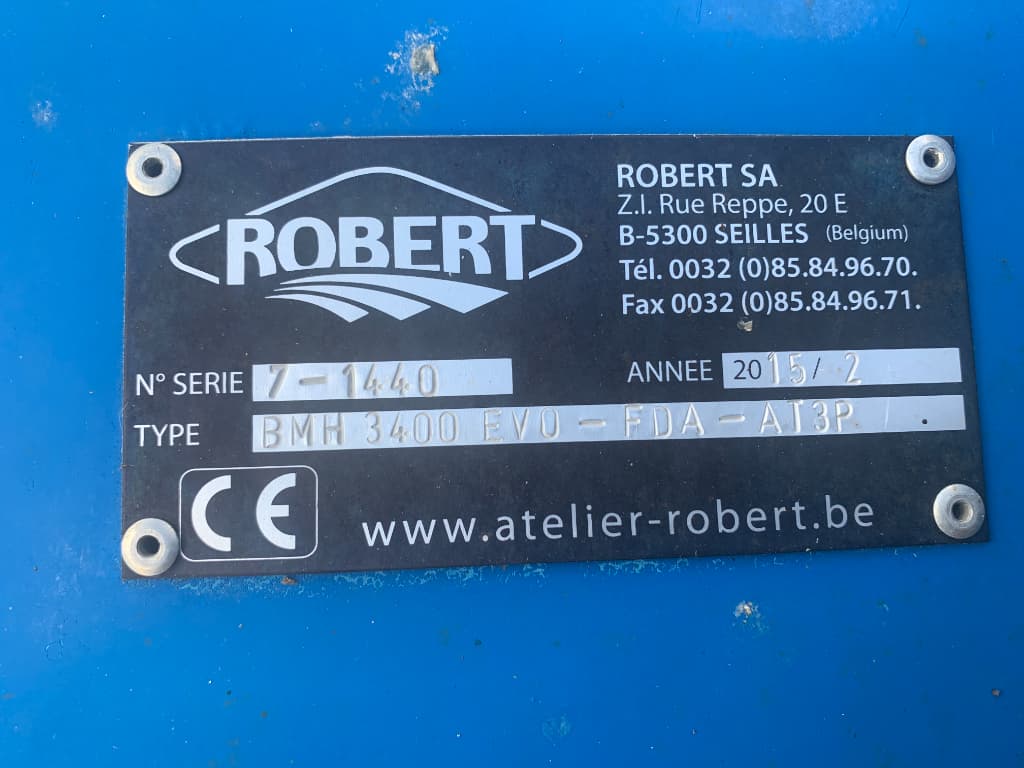 ROBERT
ROBERT SA
Z.I. Rue Reppe, 20 E
B-5300 SEILLES (Belgium)
Tél. 0032 (0)85.84.96.70.
Fax 0032 (0)85.84.96.71.
N° SERIE 7-1440
ANNEE 2015/2
TYPE BMH 3400 EVO - FDA - AT3P.
CE
www.atelier-robert.be